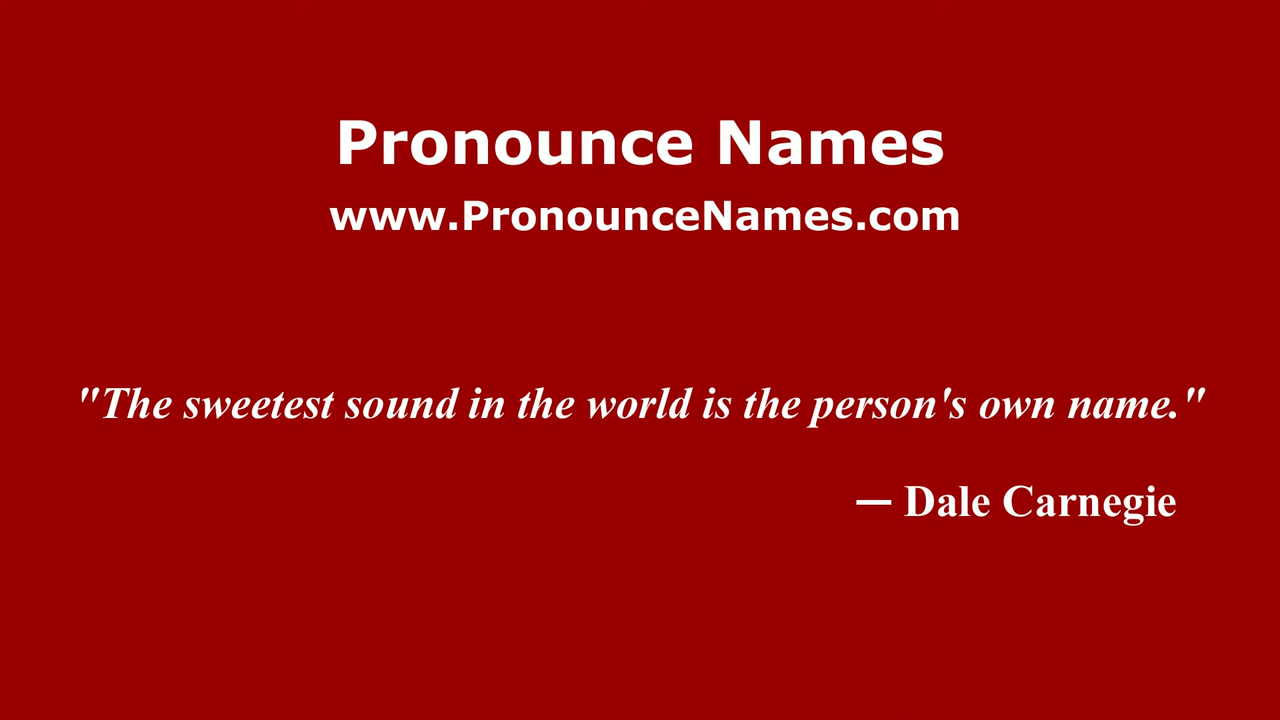 Pronounce Names
www.PronounceNames.com
"The sweetest sound in the world is the person's own name."
— Dale Carnegie